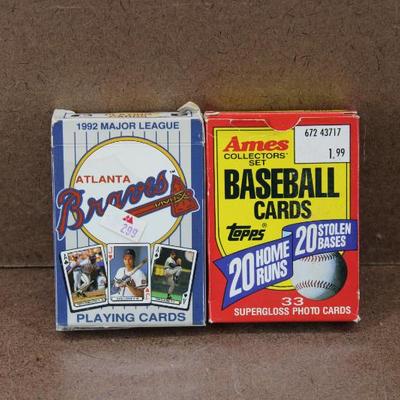 1992 MAJOR LEAGUE
ATLANTA
Braves
TM
299
PLAYING CARDS
Ames
COLLECTORS' SET
672 43717
1.99
BASEBALL
CARDS
Topps®
20 HOME
RUNS
20 STOLEN
BASES
33
SUPERGLOSS PHOTO CARDS